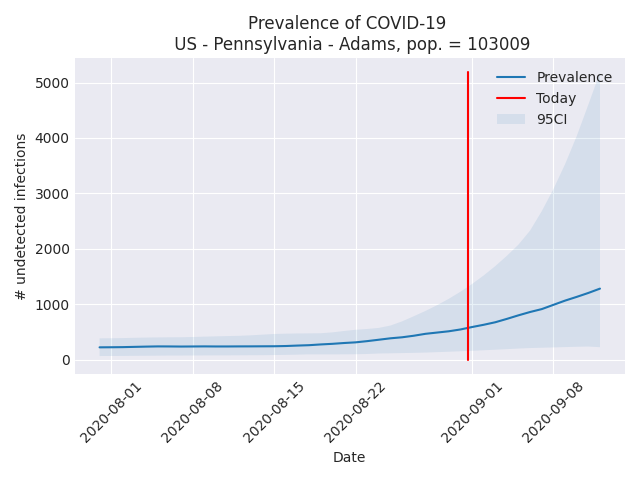 Prevalence of COVID-19
US - Pennsylvania - Adams, pop. = 103009
Prevalence
Today
95CI
# undetected infections
5000
4000
3000
2000
1000
0
2020-08-01
2020-08-08
2020-08-15
2020-08-22
2020-09-01
2020-09-08
Date